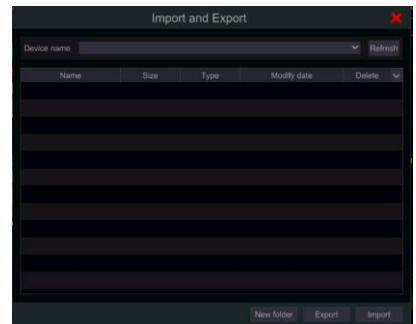 Import and Export
Device name Refresh
Name Size Type Modify date Delete
New folder Export Import